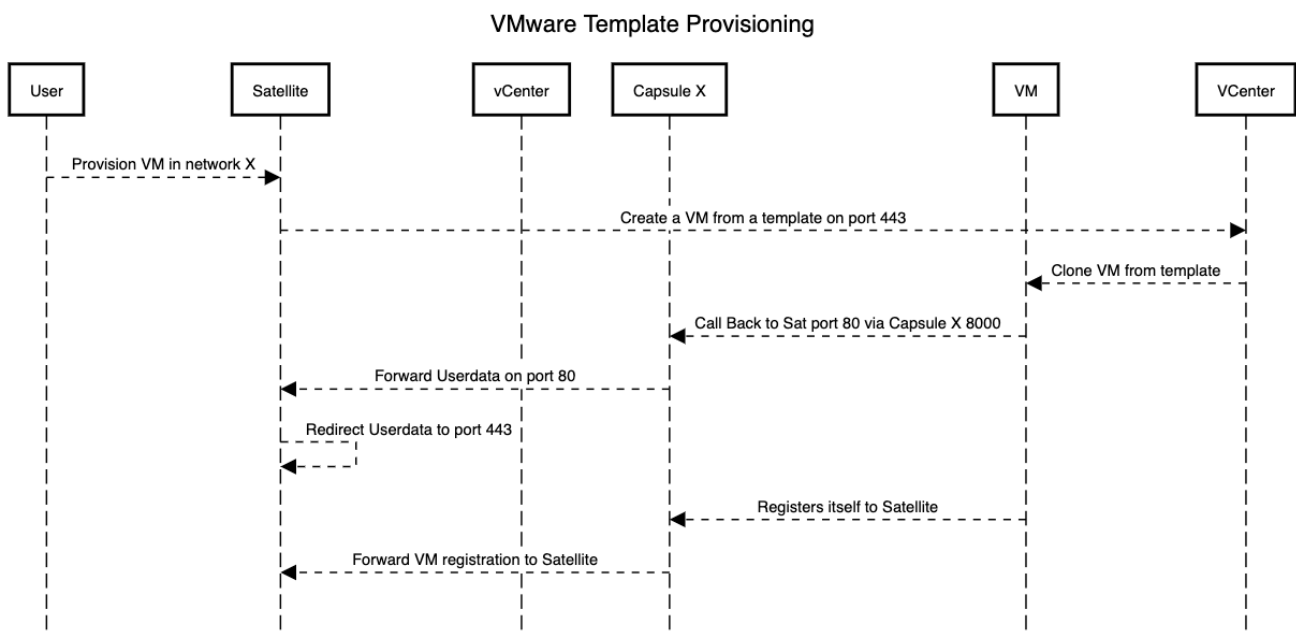 VMware Template Provisioning
User
Satellite
vCenter
Capsule X
VM
VCenter
Provision VM in network X
Create a VM from a template on port 443
Clone VM from template
Call Back to Sat port 80 via Capsule X 8000
Forward Userdata on port 80
Redirect Userdata to port 443
Registers itself to Satellite
Forward VM registration to Satellite